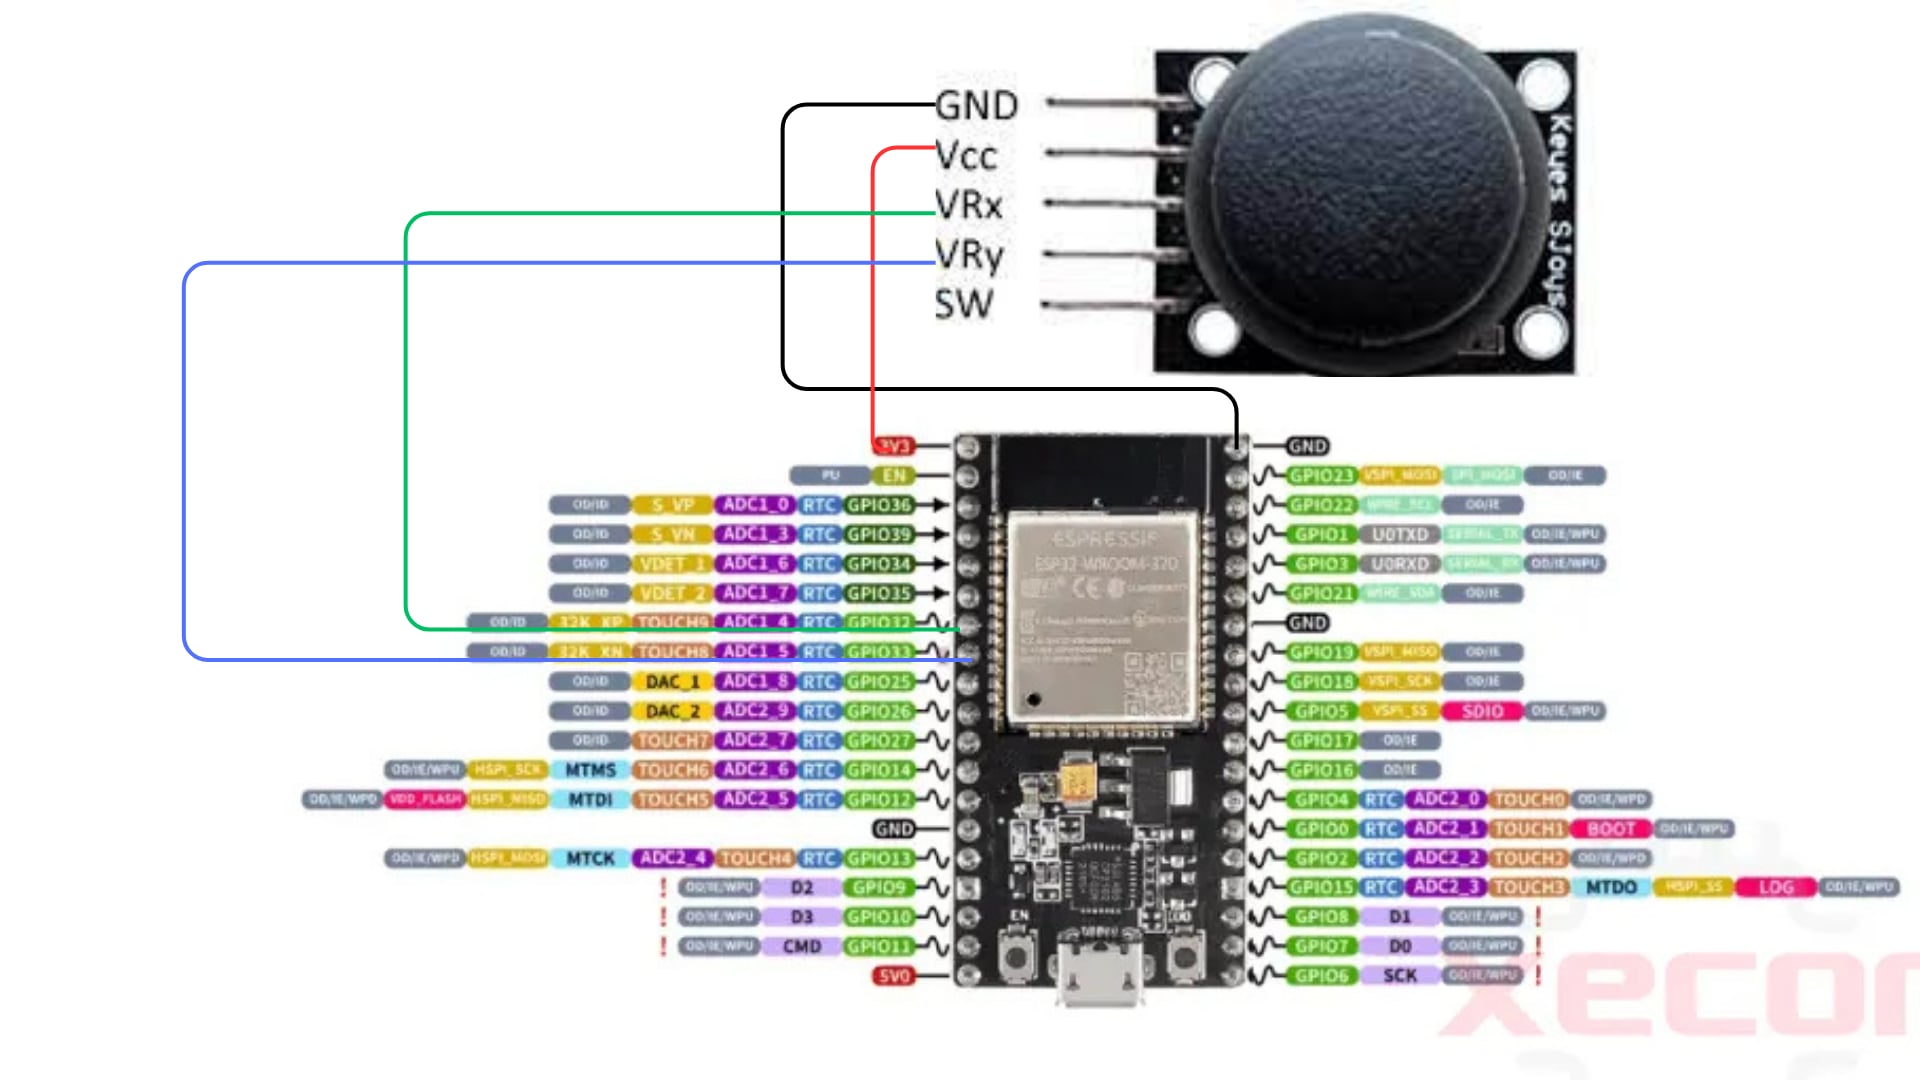 GND
Vcc
VRx
VRy
SW
Keyes SJoys
3V3 GND
PU EN GPIO23 VSPI_MOSI SPI_MOSI OD/IE
OD/ID S_VP ADC1_0 RTC GPIO36 GPIO22 WIRE_SCL OD/IE
OD/ID S_VN ADC1_3 RTC GPIO39 GPIO1 U0TXD SERIAL_TX OD/IE/WPU
OD/ID VDET_1 ADC1_6 RTC GPIO34 GPIO3 U0RXD SERIAL_RX OD/IE/WPU
OD/ID VDET_2 ADC1_7 RTC GPIO35 GPIO21 WIRE_SDA OD/IE
OD/ID 32K_XP TOUCH9 ADC1_4 RTC GPIO32 GND
OD/ID 32K_XN TOUCH8 ADC1_5 RTC GPIO33 GPIO19 VSPI_MISO OD/IE
OD/ID DAC_1 ADC1_8 RTC GPIO25 GPIO18 VSPI_SCK OD/IE
OD/ID DAC_2 ADC2_9 RTC GPIO26 GPIO5 VSPI_SS SDIO OD/IE/WPU
OD/ID TOUCH7 ADC2_7 RTC GPIO27 GPIO17 OD/IE
OD/IE/WPU HSPI_SCK MTMS TOUCH6 ADC2_6 RTC GPIO14 GPIO16 OD/IE
OD/IE/WPD VDD_FLASH HSPI_MISO MTDI TOUCH5 ADC2_5 RTC GPIO12 GPIO4 RTC ADC2_0 TOUCH0 OD/IE/WPD
GND GPIO0 RTC ADC2_1 TOUCH1 BOOT OD/IE/WPU
OD/IE/WPD HSPI_MOSI MTCK ADC2_4 TOUCH4 RTC GPIO13 GPIO2 RTC ADC2_2 TOUCH2 OD/IE/WPD
! OD/IE/WPU D2 GPIO9 GPIO15 RTC ADC2_3 TOUCH3 MTDO HSPI_SS LOG OD/IE/WPU
! OD/IE/WPU D3 GPIO10 GPIO8 D1 OD/IE/WPU !
! OD/IE/WPU CMD GPIO11 GPIO7 D0 OD/IE/WPU !
5V0 GPIO6 SCK OD/IE/WPU !
ESPRESSIF
ESP32-WROOM-32D
CE
EN
IO0
xecor